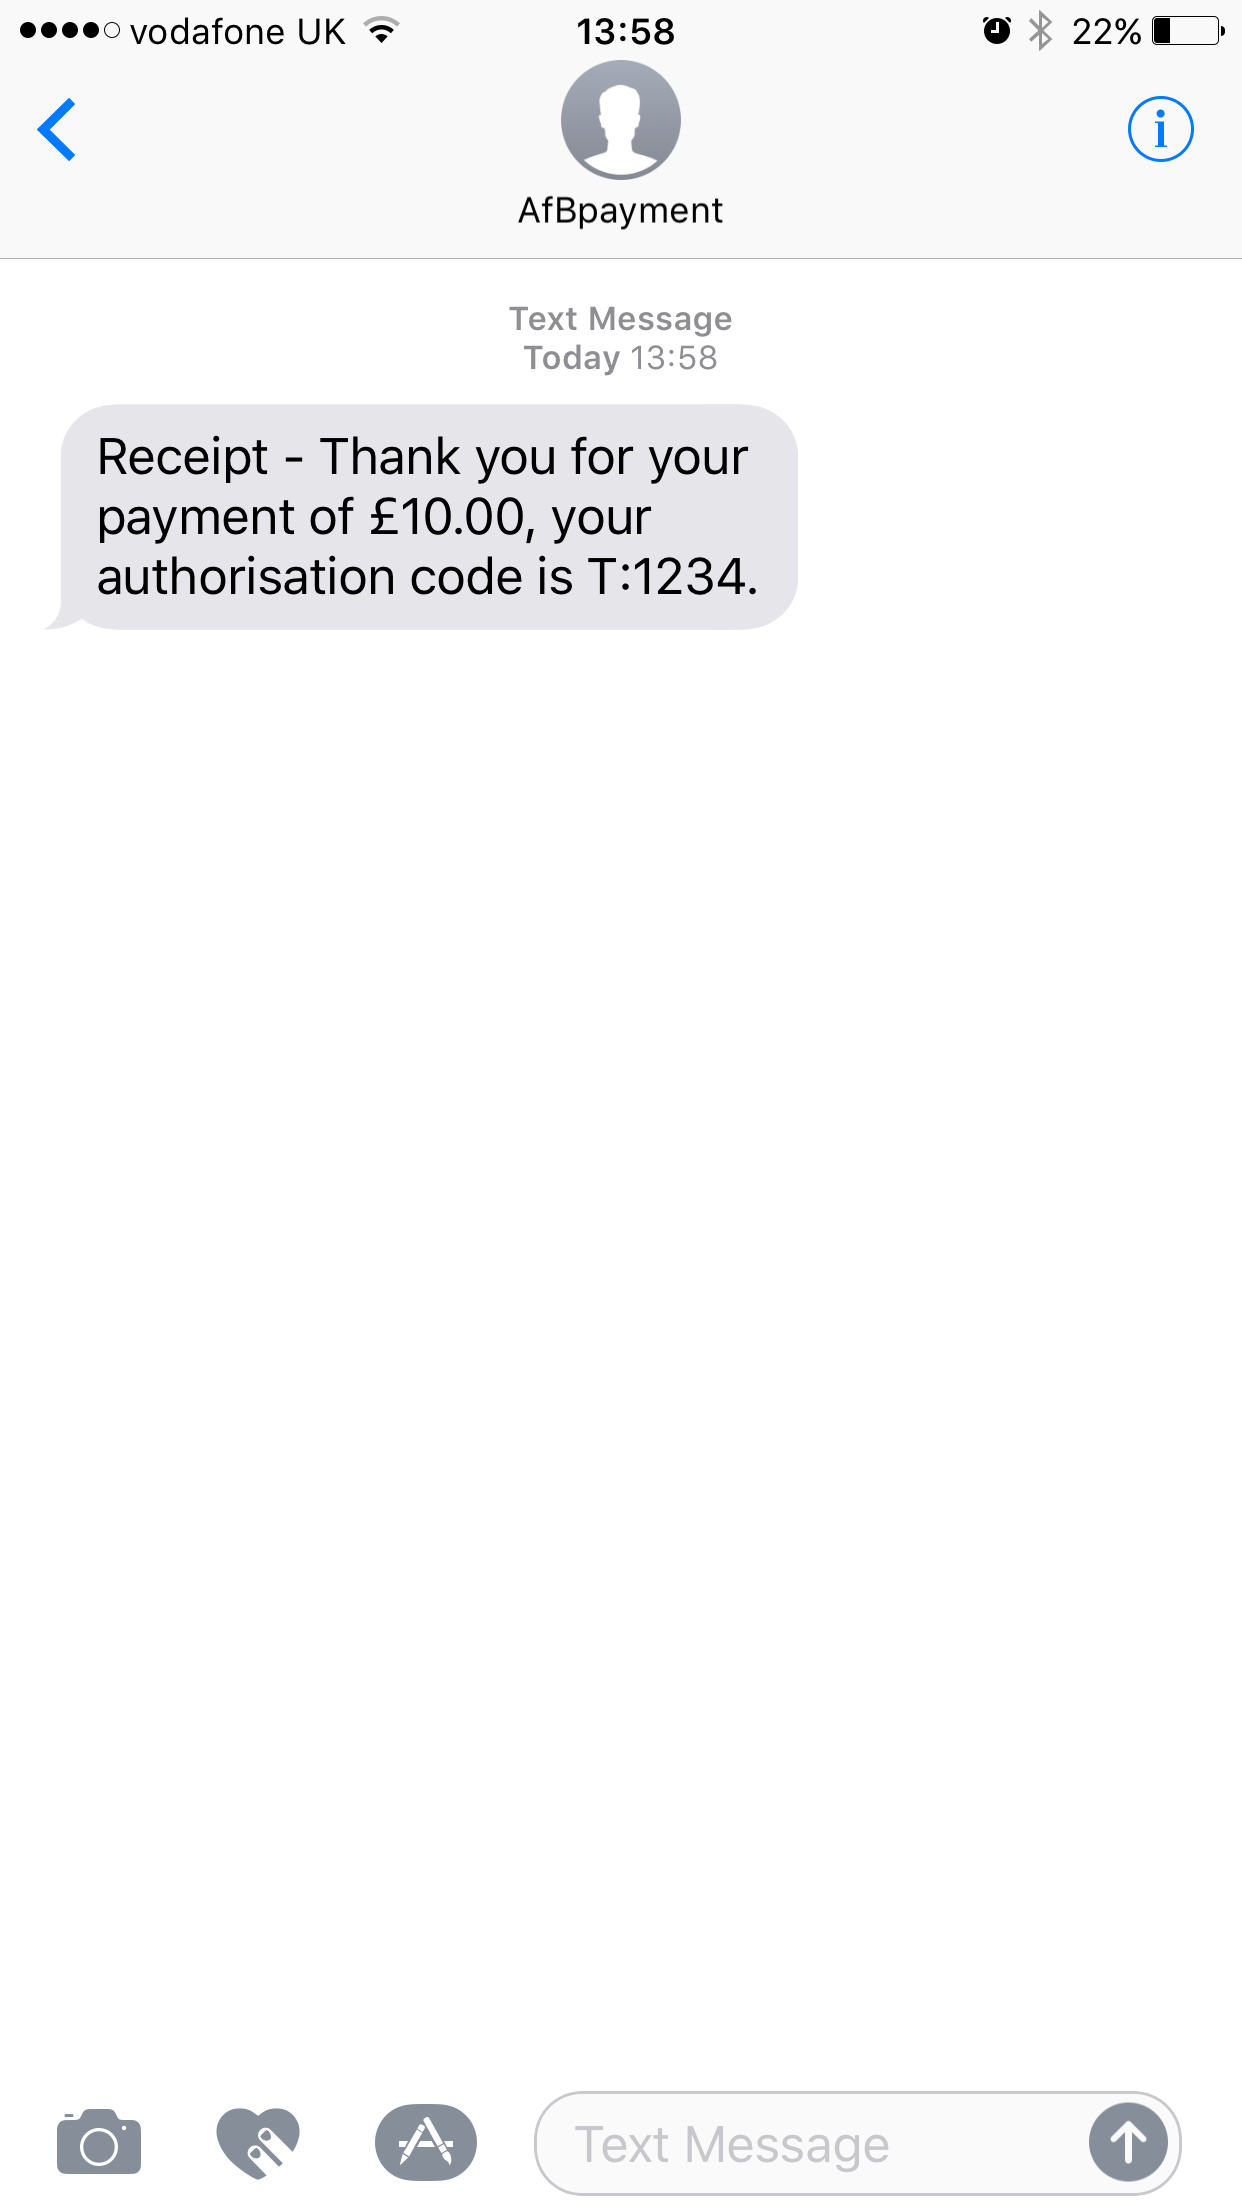 vodafone UK 13:58 22%
AfBpayment
Text Message
Today 13:58
Receipt - Thank you for your
payment of £10.00, your
authorisation code is T:1234.
Text Message